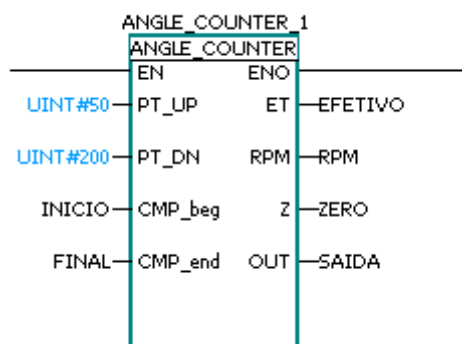 ANGLE_COUNTER_1
ANGLE_COUNTER
EN ENO
UINT#50 PT_UP ET EFETIVO
UINT#200 PT_DN RPM RPM
INICIO CMP_beg Z ZERO
FINAL CMP_end OUT SAIDA